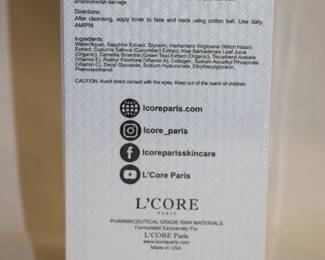 environmental disturbance.
Directions:
After cleansing, apply toner to face and neck using cotton ball. Use daily,
AM/PM.
Ingredients:
Water(Aqua), Sapphire Extract, Glycerin, Hamamelis Virginiana (Witch Hazel)
Extract, Cucumis Sativus (Cucumber) Extract, Aloe Barbadensis Leaf Juice
(Organic), Camellia Sinensis (Green Tea) Extract (Organic), Tocopheryl Acetate
(Vitamin E), Retinyl Palmitate (Vitamin A), Collagen, Sodium Ascorbyl Phosphate
(Vitamin C), Decyl Glycoside, Sodium Hyaluronate, Ethylhexylglycerin,
Phenoxyethanol.
CAUTION: Avoid direct contact with the eyes. Keep out of the reach of children.
lcoreparis.com
lcore_paris
lcoreparisskincare
L'Core Paris
L'CORE
PARIS
PHARMACEUTICAL GRADE RAW MATERIALS
Formulated Exclusively For
L'CORE Paris
www.lcoreparis.com
Made in USA